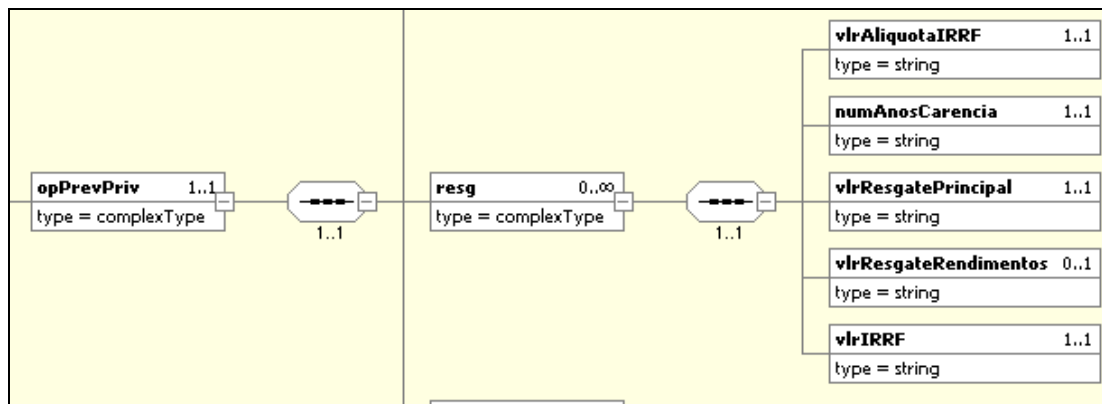 opPrevPriv 1..1
type = complexType
1..1
resg 0..∞
type = complexType
1..1
vlrAliquotaIRRF 1..1
type = string
numAnosCarencia 1..1
type = string
vlrResgatePrincipal 1..1
type = string
vlrResgateRendimentos 0..1
type = string
vlrIRRF 1..1
type = string